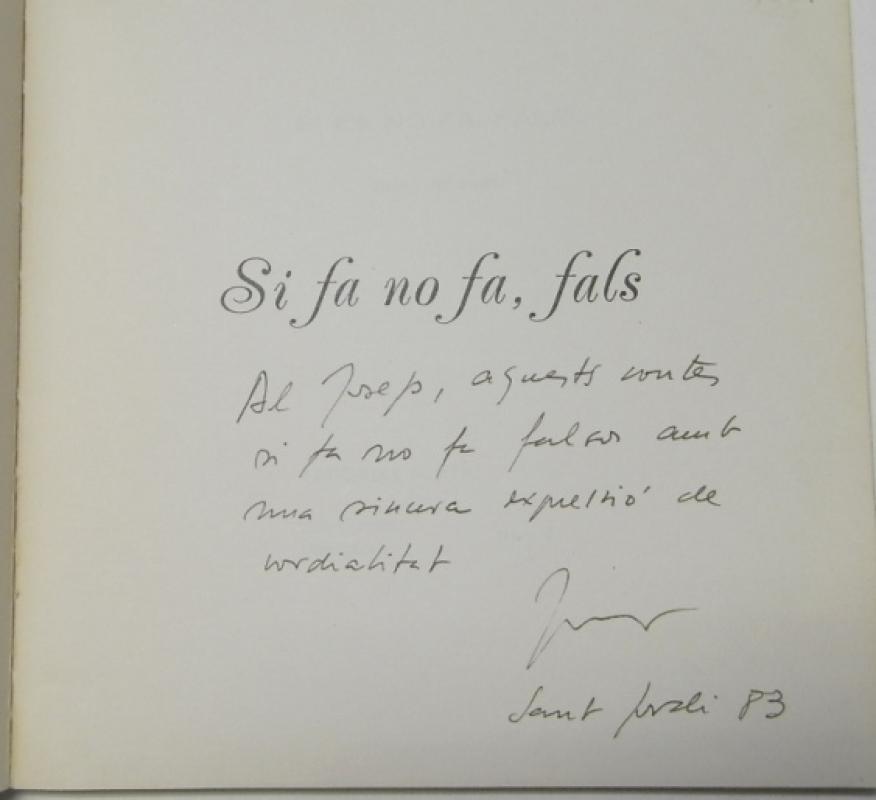 Si fa no fa, fals
Al Josep, aquests contes
si fa no fa falsos amb
una sincera expressió de
cordialitat
Sant Jordi 83